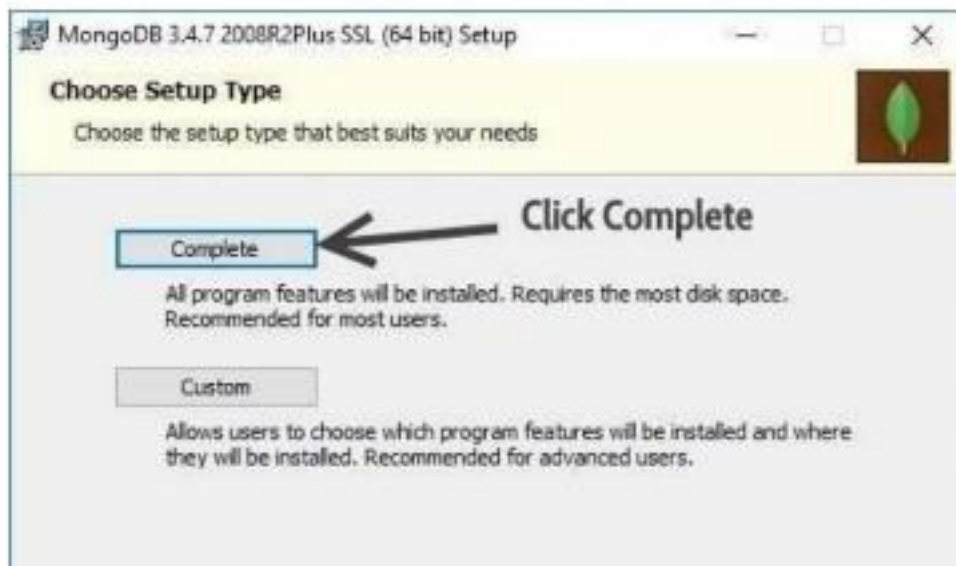 MongoDB 3.4.7 2008R2Plus SSL (64 bit) Setup
Choose Setup Type
Choose the setup type that best suits your needs
Click Complete
Complete
All program features will be installed. Requires the most disk space.
Recommended for most users.
Custom
Allows users to choose which program features will be installed and where
they will be installed. Recommended for advanced users.